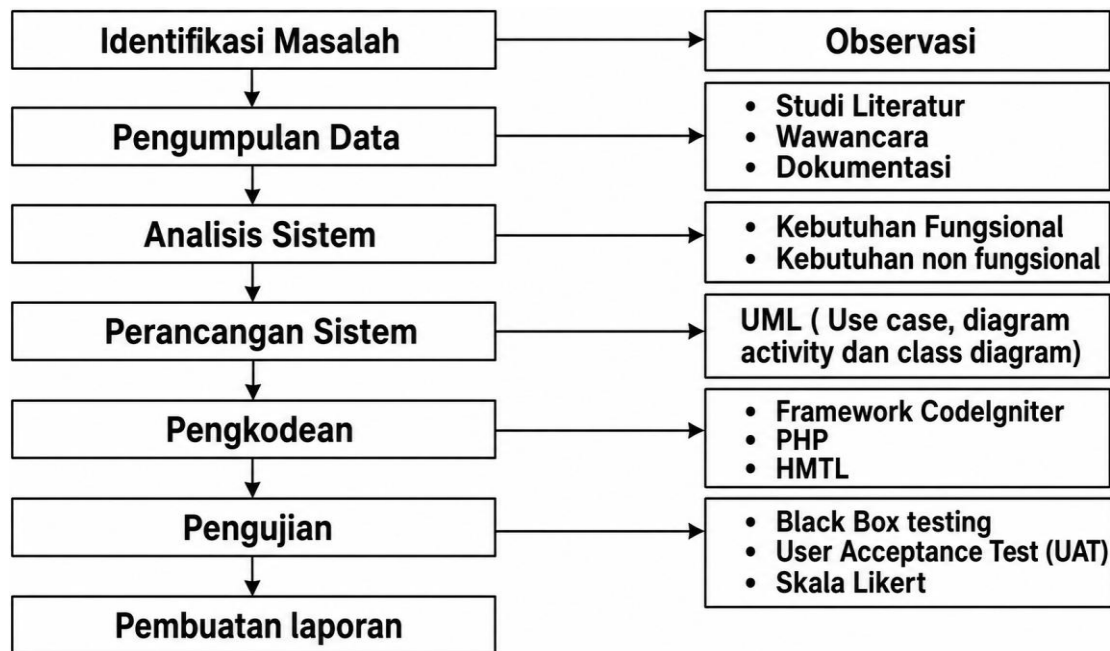 Identifikasi Masalah
Observasi
Pengumpulan Data
• Studi Literatur
• Wawancara
• Dokumentasi
Analisis Sistem
• Kebutuhan Fungsional
• Kebutuhan non fungsional
Perancangan Sistem
UML ( Use case, diagram
activity dan class diagram)
Pengkodean
• Framework CodeIgniter
• PHP
• HMTL
Pengujian
• Black Box testing
• User Acceptance Test (UAT)
• Skala Likert
Pembuatan laporan